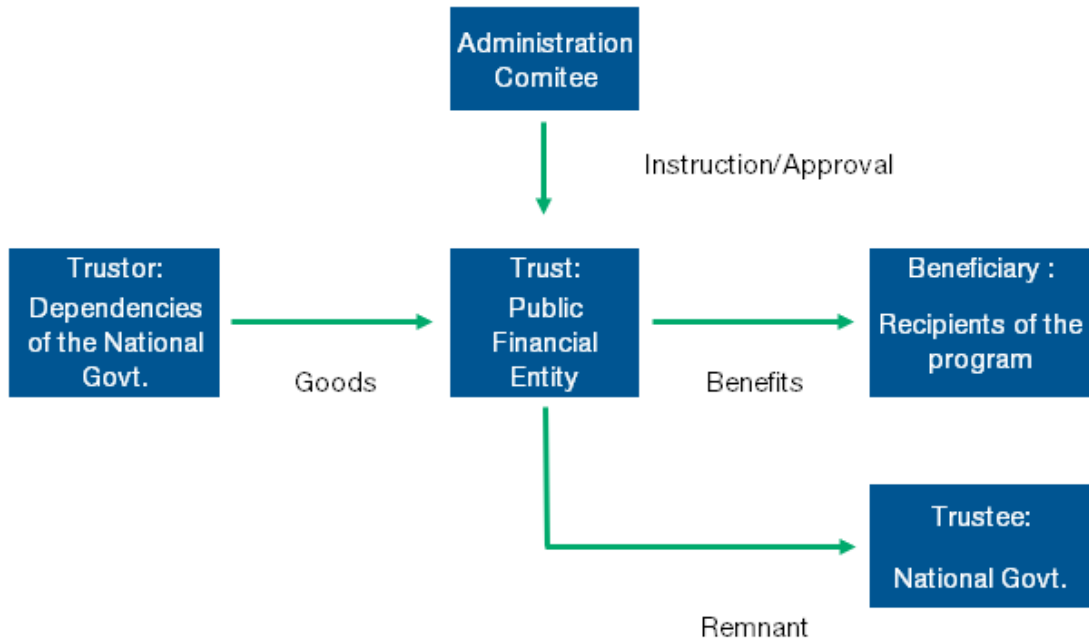 Administration
Comitee
Instruction/Approval
Trustor:
Dependencies
of the National
Govt.
Goods
Trust:
Public
Financial
Entity
Benefits
Beneficiary :
Recipients of the
program
Trustee:
National Govt.
Remnant